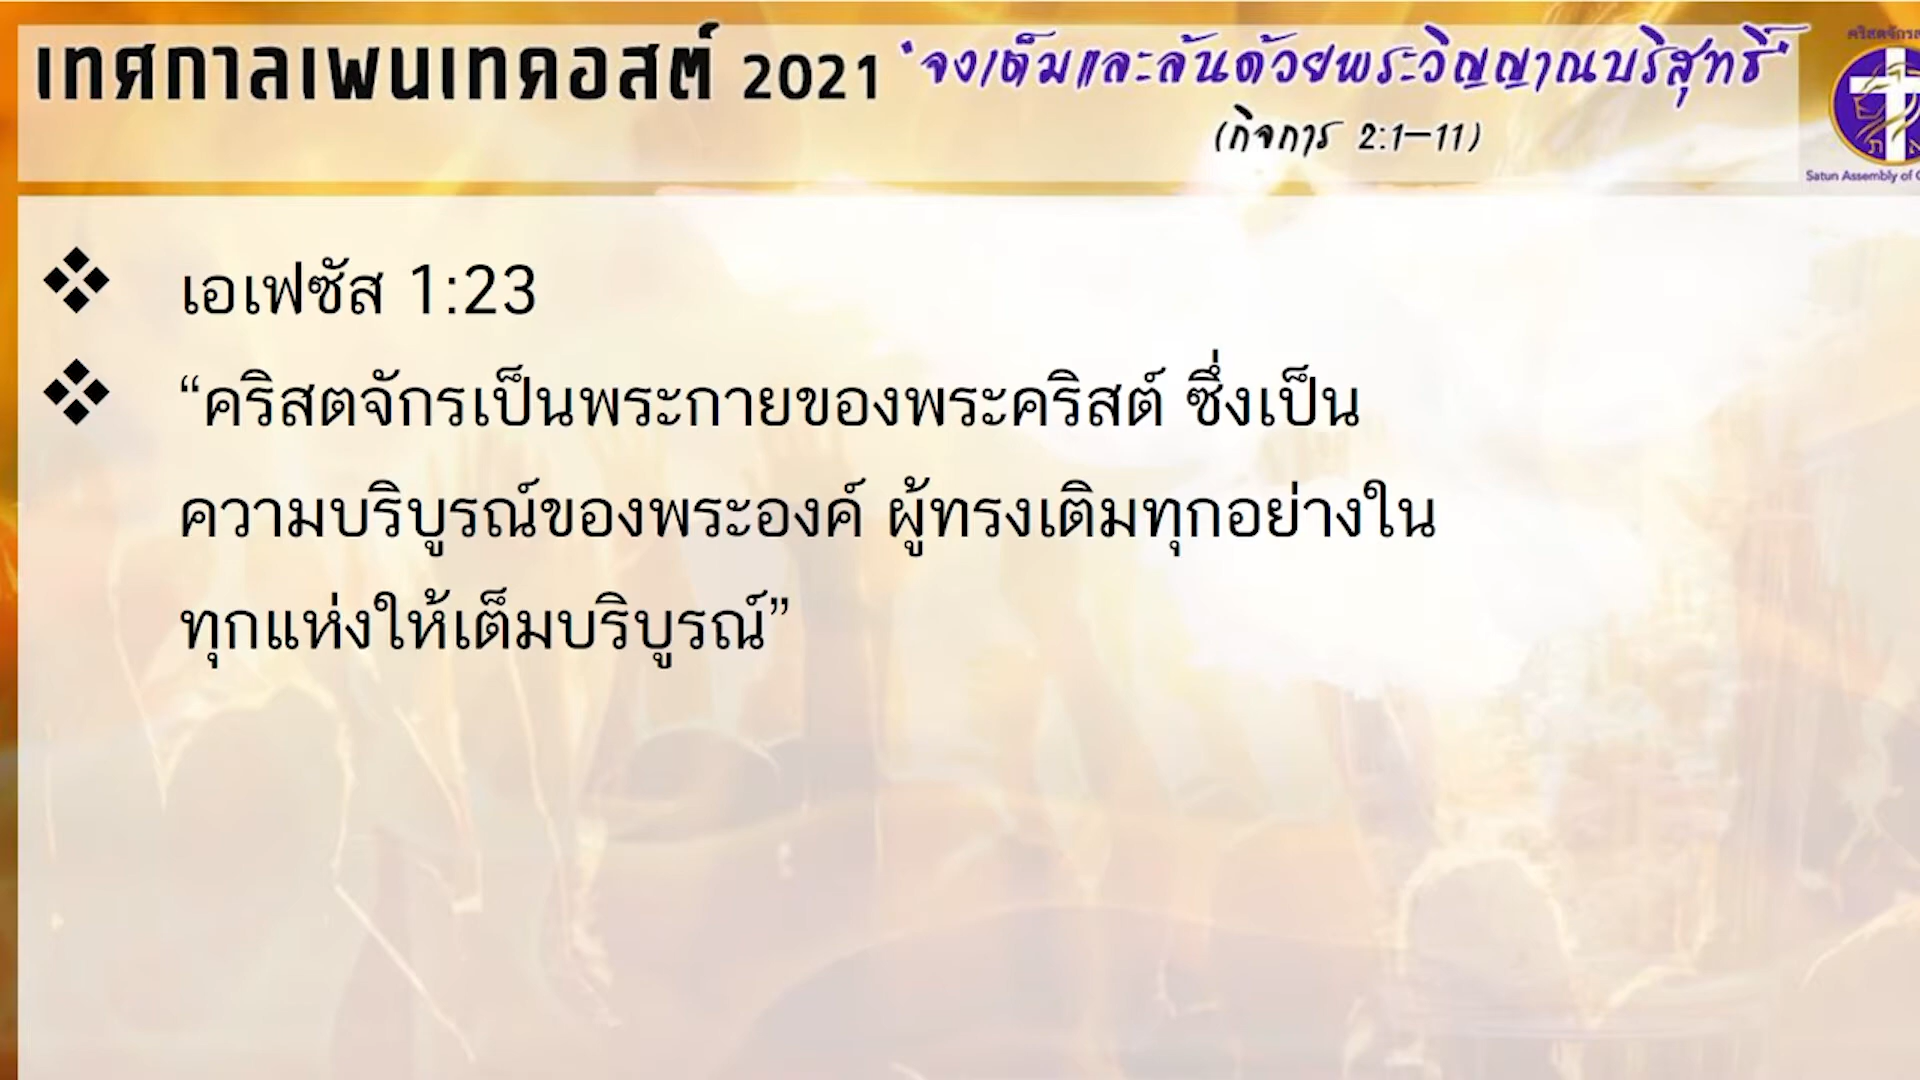 เทศกาลเพนเทคอสต์ 2021 "จงเต็มและล้นด้วยพระวิญญาณบริสุทธิ์"
(กิจการ 2:1-11)
Satun Assembly of
❖ เอเฟซัส 1:23
❖ “คริสตจักรเป็นพระกายของพระคริสต์ ซึ่งเป็น
ความบริบูรณ์ของพระองค์ ผู้ทรงเติมทุกอย่างใน
ทุกแห่งให้เต็มบริบูรณ์”